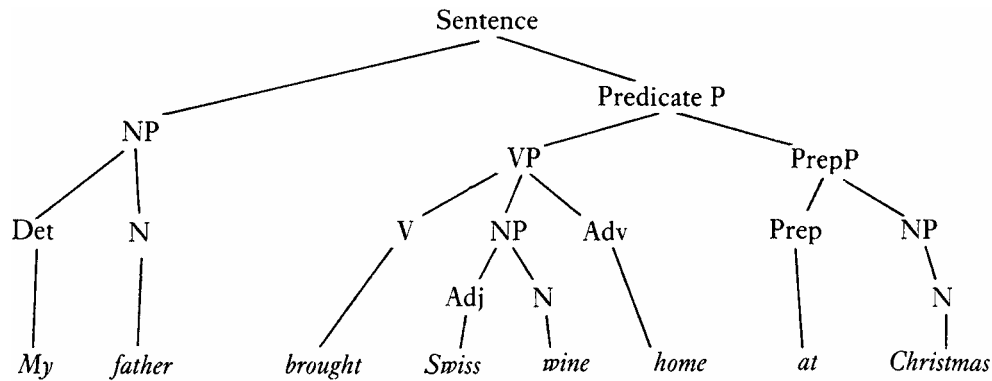 Sentence
Predicate P
NP
VP PrepP
Det N V NP Adv Prep NP
Adj N N
My father brought Swiss wine home at Christmas